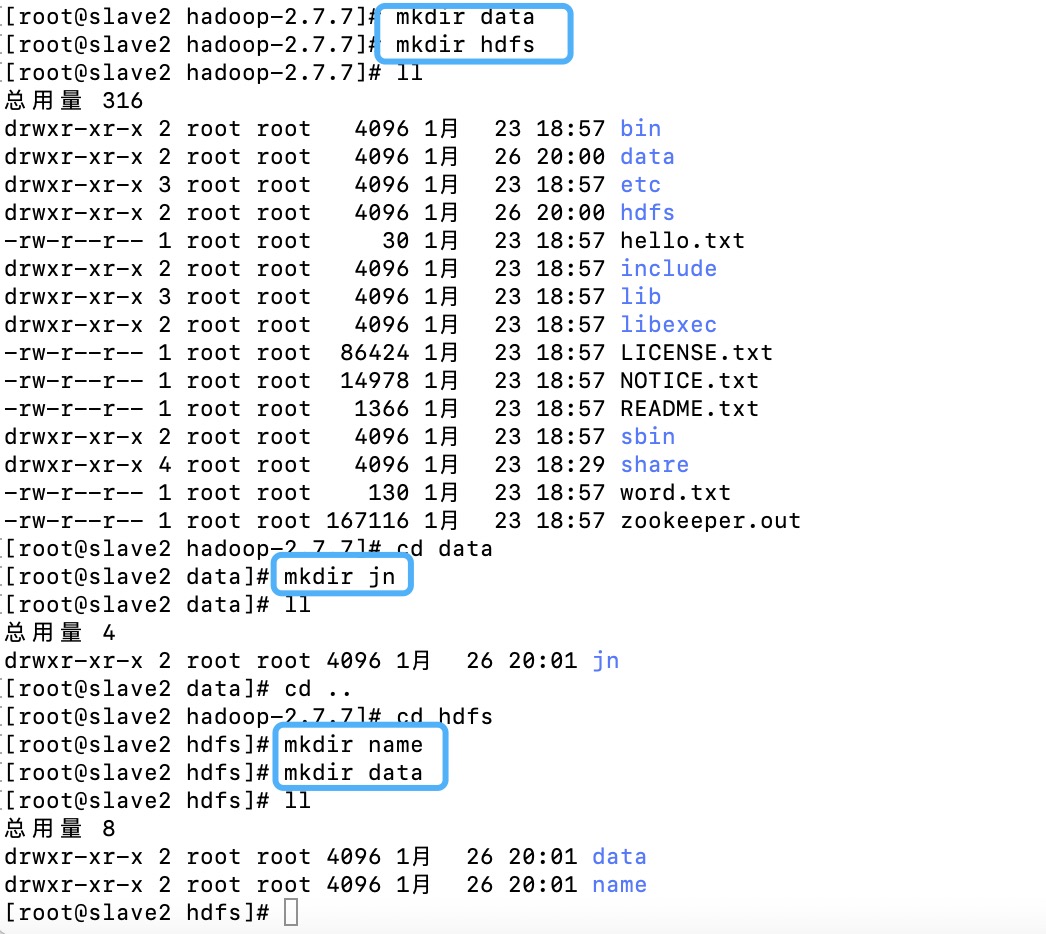 [root@slave2 hadoop-2.7.7]# mkdir data
[root@slave2 hadoop-2.7.7]# mkdir hdfs
[root@slave2 hadoop-2.7.7]# ll
总用量 316
drwxr-xr-x 2 root root   4096 1月   23 18:57 bin
drwxr-xr-x 2 root root   4096 1月   26 20:00 data
drwxr-xr-x 3 root root   4096 1月   23 18:57 etc
drwxr-xr-x 2 root root   4096 1月   26 20:00 hdfs
-rw-r--r-- 1 root root     30 1月   23 18:57 hello.txt
drwxr-xr-x 2 root root   4096 1月   23 18:57 include
drwxr-xr-x 3 root root   4096 1月   23 18:57 lib
drwxr-xr-x 2 root root   4096 1月   23 18:57 libexec
-rw-r--r-- 1 root root  86424 1月   23 18:57 LICENSE.txt
-rw-r--r-- 1 root root  14978 1月   23 18:57 NOTICE.txt
-rw-r--r-- 1 root root   1366 1月   23 18:57 README.txt
drwxr-xr-x 2 root root   4096 1月   23 18:57 sbin
drwxr-xr-x 4 root root   4096 1月   23 18:29 share
-rw-r--r-- 1 root root    130 1月   23 18:57 word.txt
-rw-r--r-- 1 root root 167116 1月   23 18:57 zookeeper.out
[root@slave2 hadoop-2.7.7]# cd data
[root@slave2 data]# mkdir jn
[root@slave2 data]# ll
总用量 4
drwxr-xr-x 2 root root 4096 1月   26 20:01 jn
[root@slave2 data]# cd ..
[root@slave2 hadoop-2.7.7]# cd hdfs
[root@slave2 hdfs]# mkdir name
[root@slave2 hdfs]# mkdir data
[root@slave2 hdfs]# ll
总用量 8
drwxr-xr-x 2 root root 4096 1月   26 20:01 data
drwxr-xr-x 2 root root 4096 1月   26 20:01 name
[root@slave2 hdfs]#